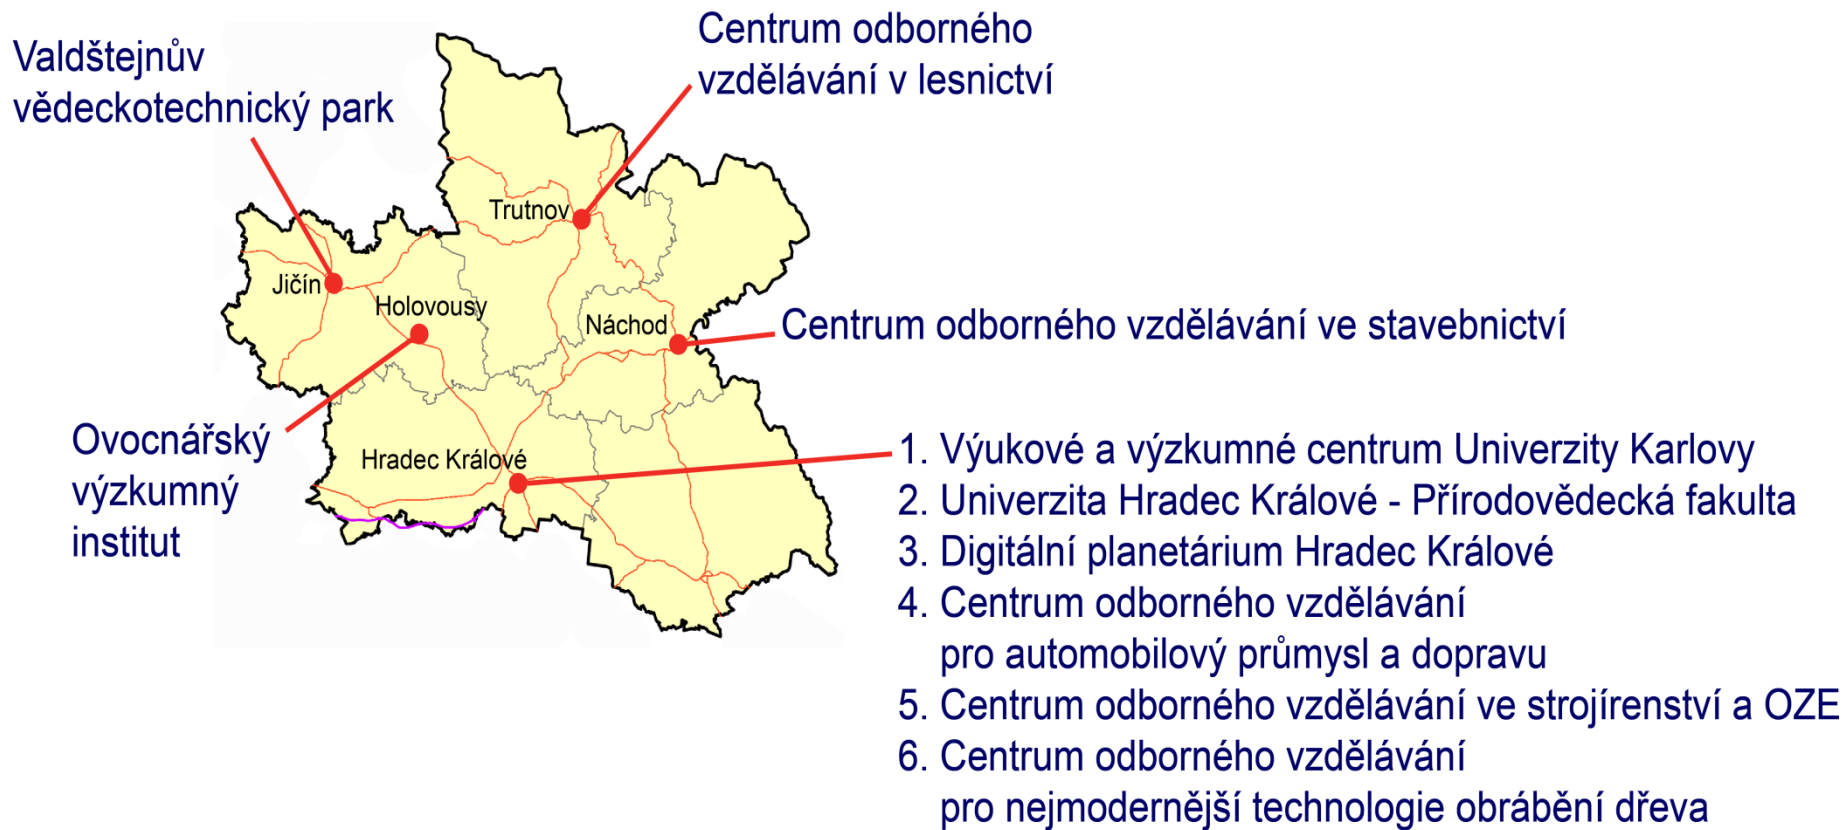 Centrum odborného
vzdělávání v lesnictví
Valdštejnův
vědeckotechnický park
Trutnov
Jičín
Holovousy
Náchod
Centrum odborného vzdělávání ve stavebnictví
Ovocnářský
výzkumný
institut
Hradec Králové
1. Výukové a výzkumné centrum Univerzity Karlovy
2. Univerzita Hradec Králové - Přírodovědecká fakulta
3. Digitální planetárium Hradec Králové
4. Centrum odborného vzdělávání
pro automobilový průmysl a dopravu
5. Centrum odborného vzdělávání ve strojírenství a OZE
6. Centrum odborného vzdělávání
pro nejmodernější technologie obrábění dřeva